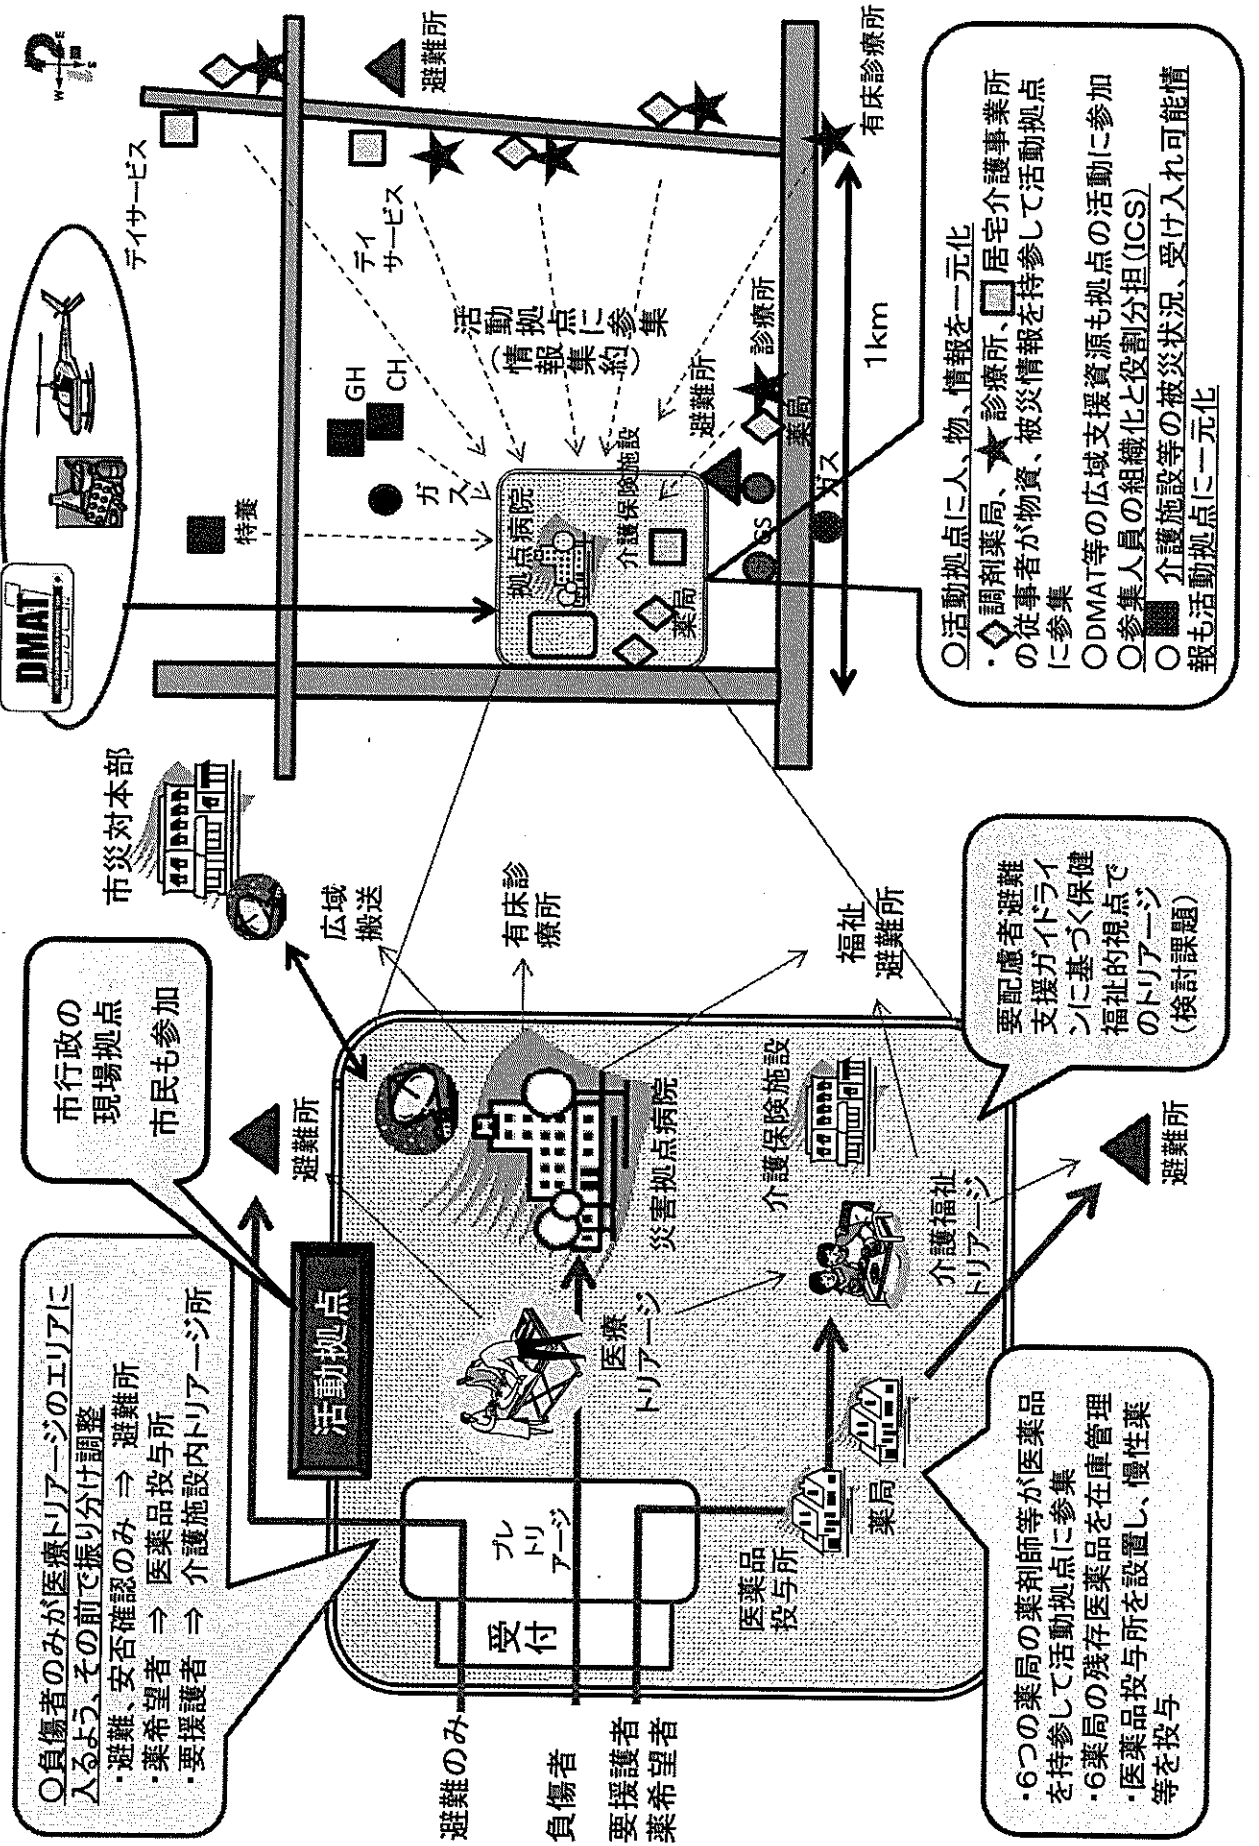 ○負傷者のみが医療トリアージのエリアに
入るよう、その前で振り分け調整
・避難、安否確認のみ ⇒ 避難所
・薬希望者 ⇒ 医薬品投与所
・要援護者 ⇒ 介護施設内トリアージ所
市行政の
現場拠点
市民も参加
活動拠点
避難所
市災対本部
広域
搬送
有床診
療所
福祉
避難所
避難のみ
負傷者
要援護者
薬希望者
受付
プレ
トリ
アージ
医療
トリアージ
災害拠点病院
介護保険施設
介護福祉
トリアージ
医薬品
投与所
薬局
避難所
・6つの薬局の薬剤師等が医薬品
を持参して活動拠点に参集
・6薬局の残存医薬品を在庫管理
・医薬品投与所を設置し、慢性薬
等を投与
要配慮者避難
支援ガイドライ
ンに基づく保健
福祉的視点で
のトリアージ
(検討課題)
DMAT
W
E
S
デイサービス
特養
GH
CH
ガス
デイ
サービス
避難所
活動拠点に参集
(情報集約)
拠点病院
介護保険施設
薬局
避難所
診療所
薬局
GS
ガス
有床診療所
1km
○活動拠点に人、物、情報を一元化
・調剤薬局、診療所、居宅介護事業所
の従事者が物資、被災情報を持参して活動拠点
に参集
○DMAT等の広域支援資源も拠点の活動に参加
○参集人員の組織化と役割分担(ICS)
○ 介護施設等の被災状況、受け入れ可能情
報も活動拠点に一元化